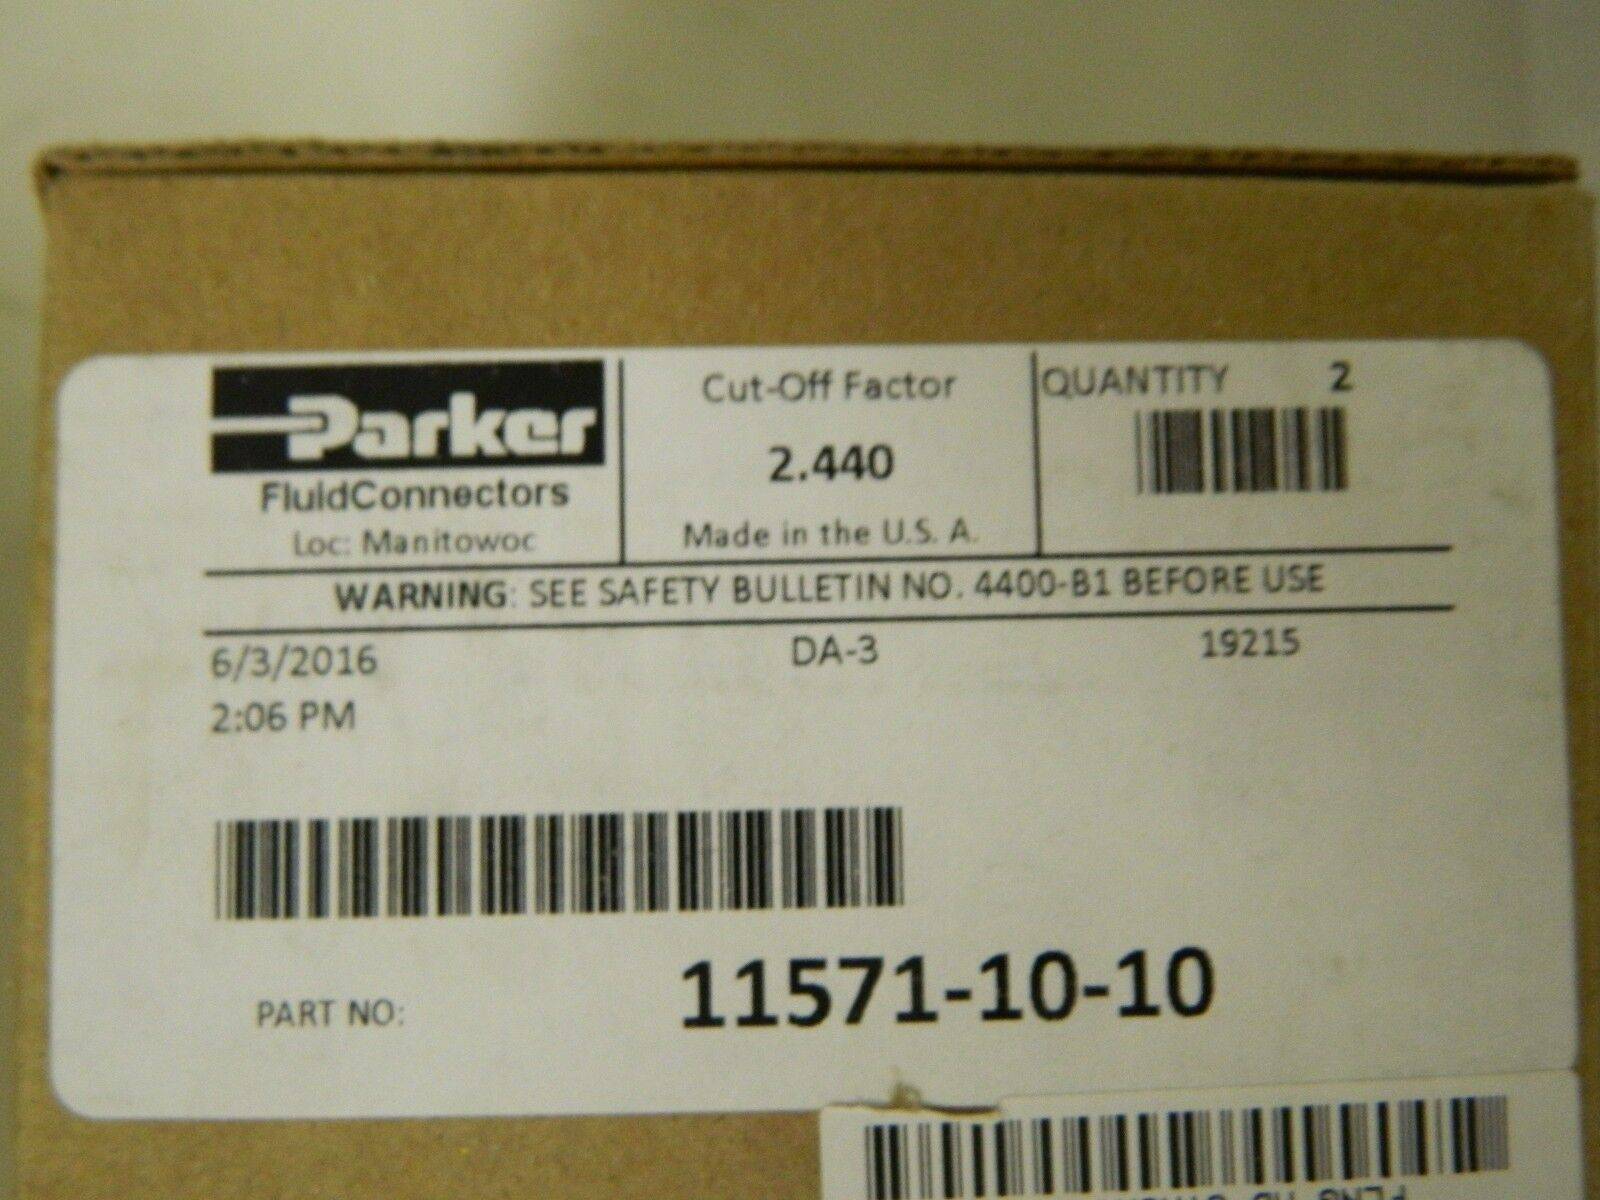 Parker
FluidConnectors
Loc: Manitowoc
Cut-Off Factor
2.440
Made in the U.S. A.
QUANTITY 2
WARNING: SEE SAFETY BULLETIN NO. 4400-B1 BEFORE USE
6/3/2016 DA-3 19215
2:06 PM
PART NO: 11571-10-10